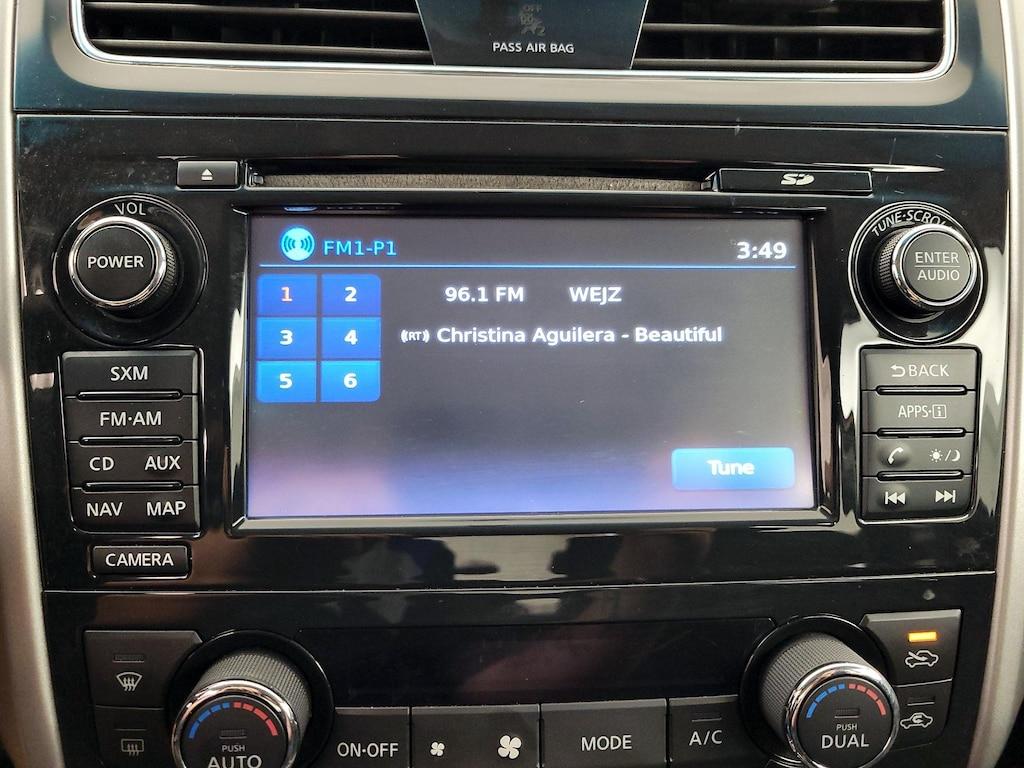 PASS AIR BAG
VOL
POWER
SD
TUNE·SCROLL
ENTER
AUDIO
FM1-P1
3:49
1 2
3 4
5 6
96.1 FM WEJZ
((RT)) Christina Aguilera - Beautiful
Tune
SXM
FM·AM
CD AUX
NAV MAP
CAMERA
BACK
APPS·i
PUSH
AUTO
ON·OFF
MODE
A/C
PUSH
DUAL